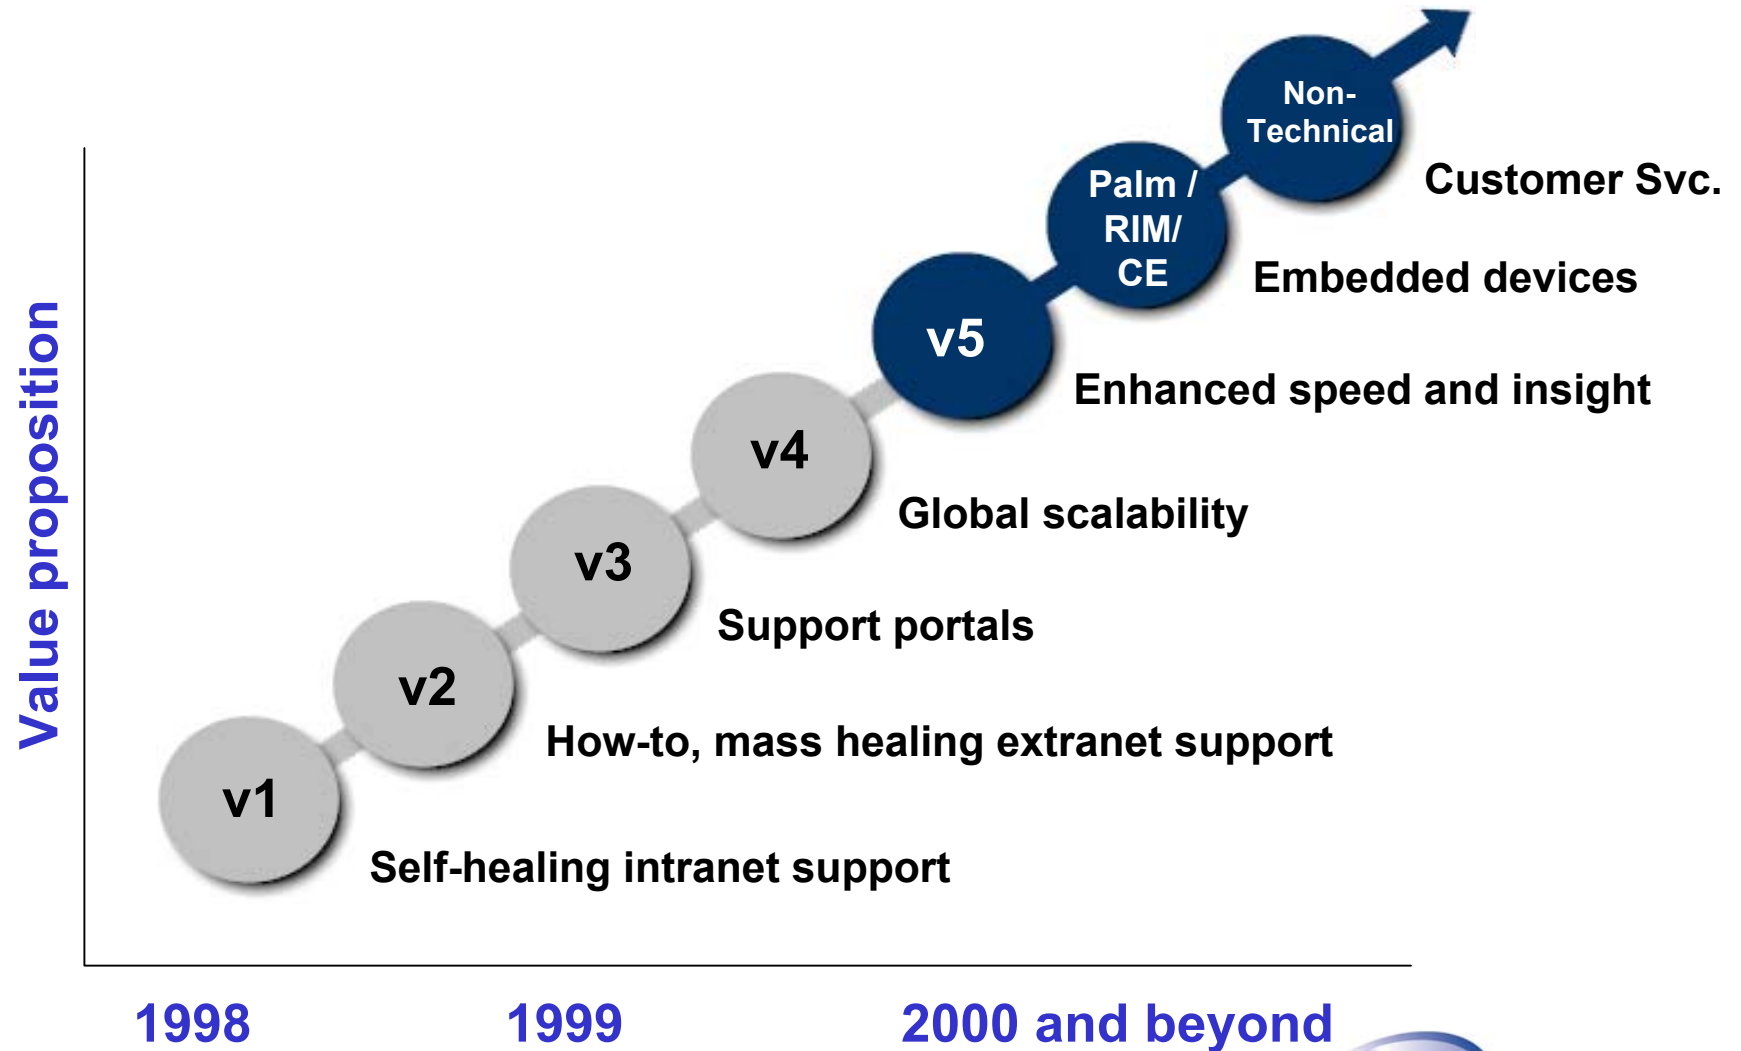 Non-
Technical
Customer Svc.
Palm /
RIM/
CE
Embedded devices
v5
Enhanced speed and insight
v4
Global scalability
v3
Support portals
v2
How-to, mass healing extranet support
v1
Self-healing intranet support
Value proposition
1998
1999
2000 and beyond